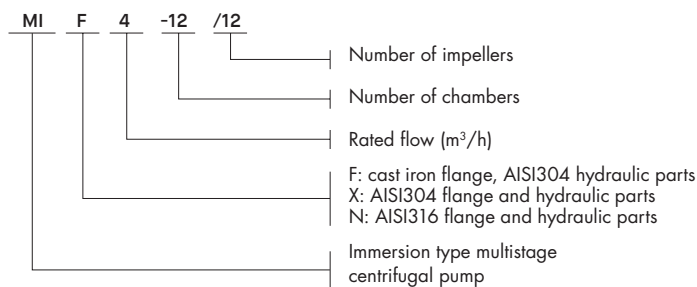 MI F 4 -12 /12
Number of impellers
Number of chambers
Rated flow (m³/h)
F: cast iron flange, AISI304 hydraulic parts
X: AISI304 flange and hydraulic parts
N: AISI316 flange and hydraulic parts
Immersion type multistage
centrifugal pump